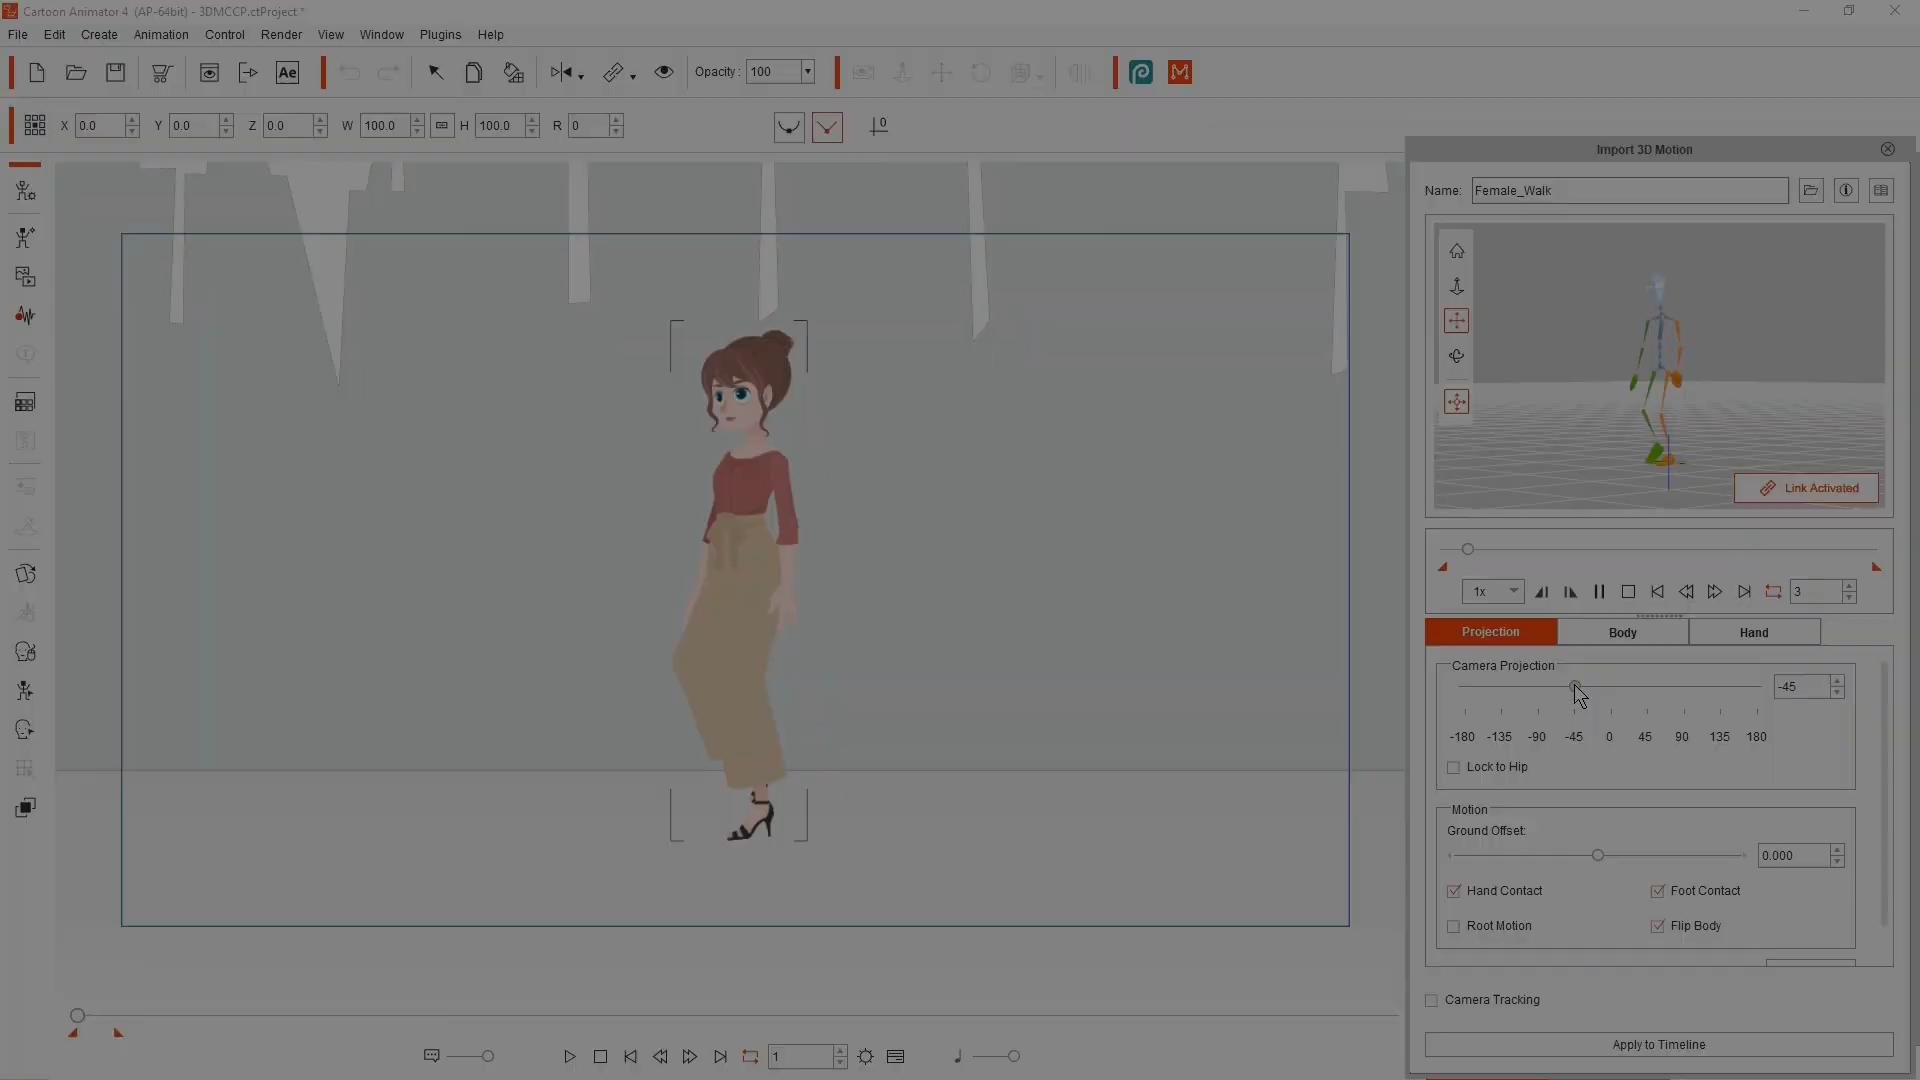 Cartoon Animator 4  (AP-64bit) - 3DMCCP.ctProject *
File Edit Create Animation Control Render View Window Plugins Help
Ae Opacity : 100
X 0.0 Y 0.0 Z 0.0 W 100.0 H 100.0 R 0 0
Import 3D Motion
Name: Female_Walk
Link Activated
1x 3
Projection Body Hand
Camera Projection
-45
-180 -135 -90 -45 0 45 90 135 180
Lock to Hip
Motion
Ground Offset:
0.000
Hand Contact Foot Contact
Root Motion Flip Body
Camera Tracking
Apply to Timeline
1